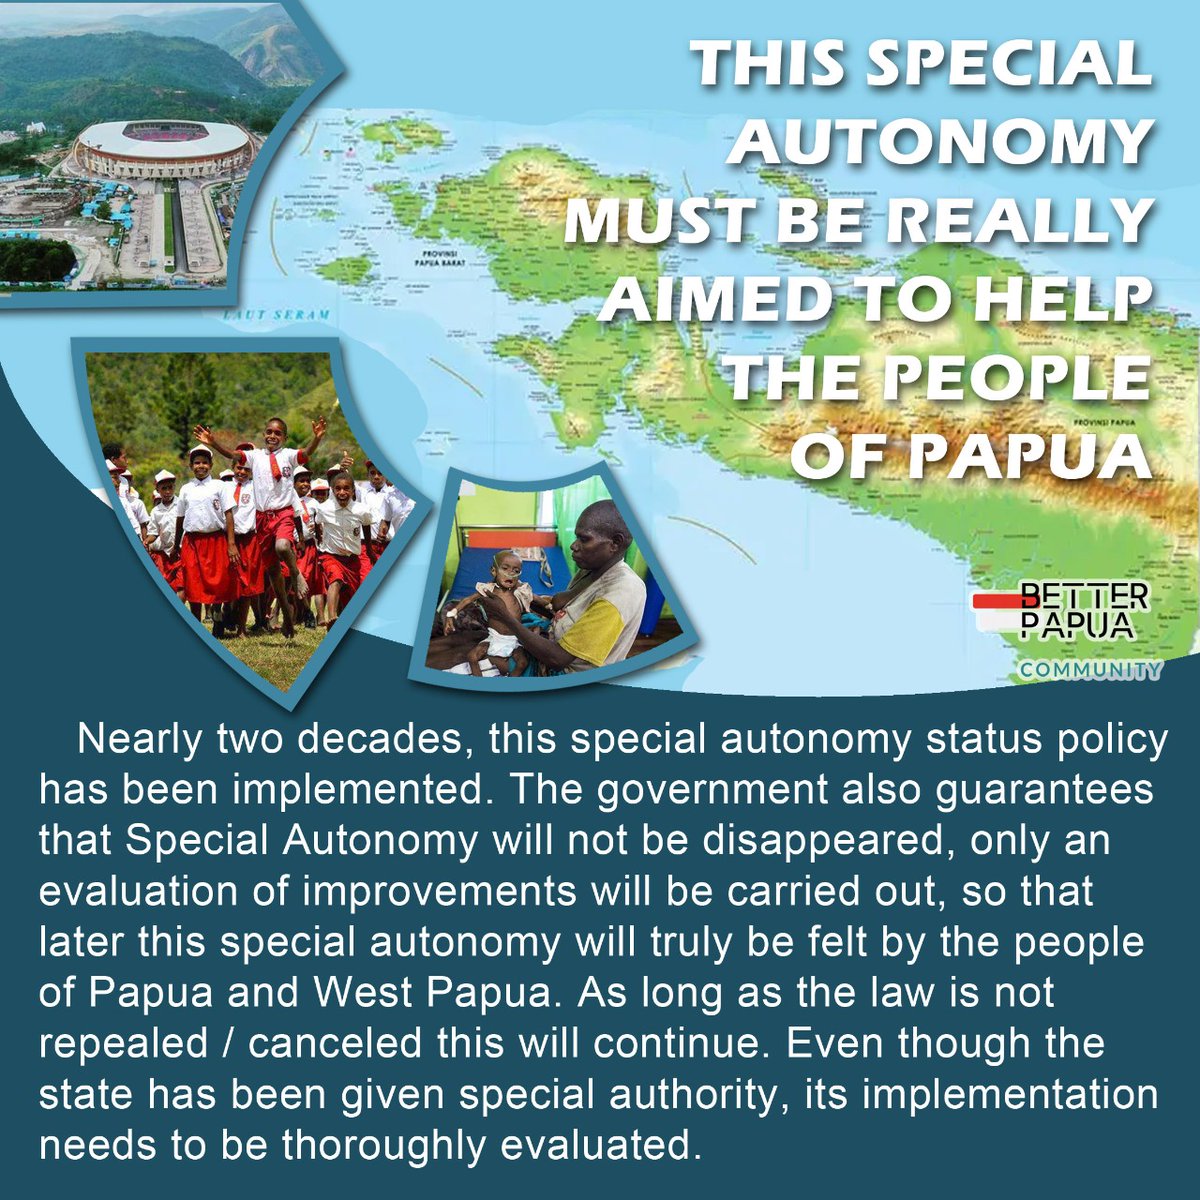 THIS SPECIAL
AUTONOMY
MUST BE REALLY
AIMED TO HELP
THE PEOPLE
OF PAPUA
PROVINSI
PAPUA BARAT
LAUT SERAM
PROVINSI PAPUA
BETTER
PAPUA
COMMUNITY
Nearly two decades, this special autonomy status policy
has been implemented. The government also guarantees
that Special Autonomy will not be disappeared, only an
evaluation of improvements will be carried out, so that
later this special autonomy will truly be felt by the people
of Papua and West Papua. As long as the law is not
repealed / canceled this will continue. Even though the
state has been given special authority, its implementation
needs to be thoroughly evaluated.